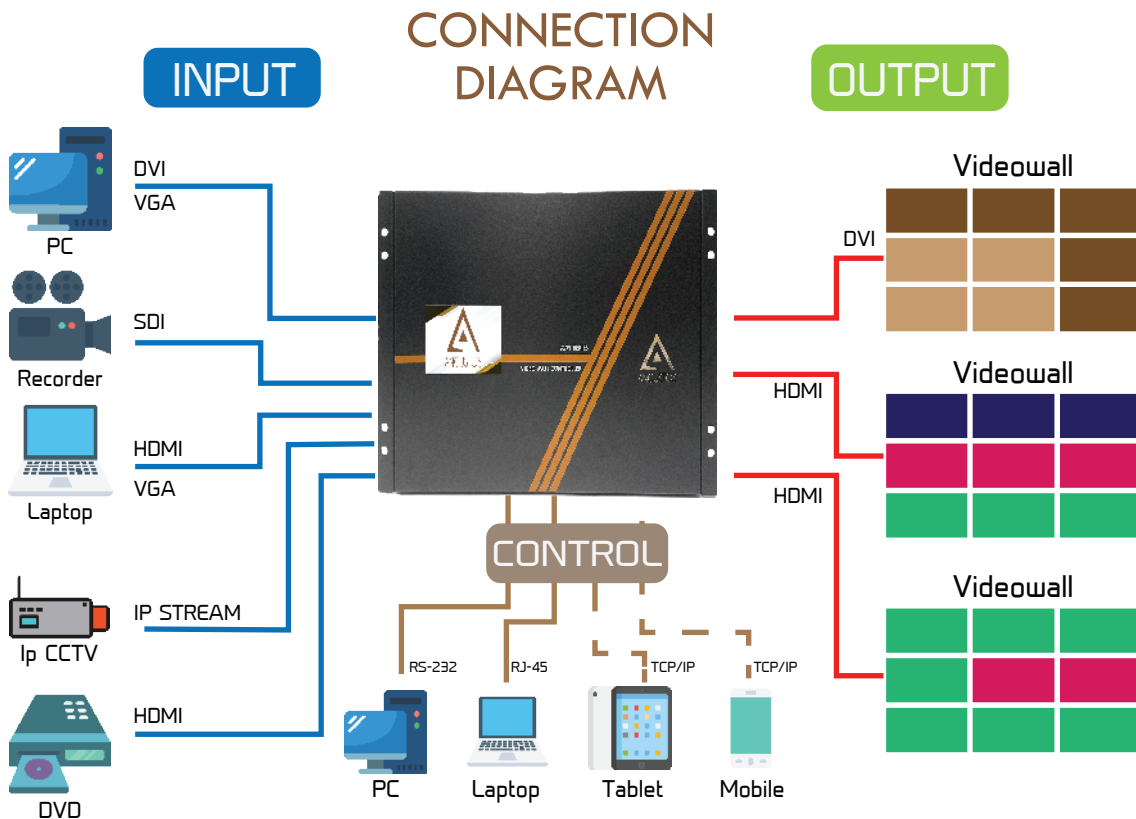 CONNECTION
DIAGRAM
INPUT
OUTPUT
DVI
VGA
PC
SDI
Recorder
HDMI
VGA
Laptop
IP STREAM
Ip CCTV
HDMI
DVD
CONTROL
RS-232
RJ-45
TCP/IP
TCP/IP
PC
Laptop
Tablet
Mobile
Videowall
DVI
Videowall
HDMI
HDMI
Videowall